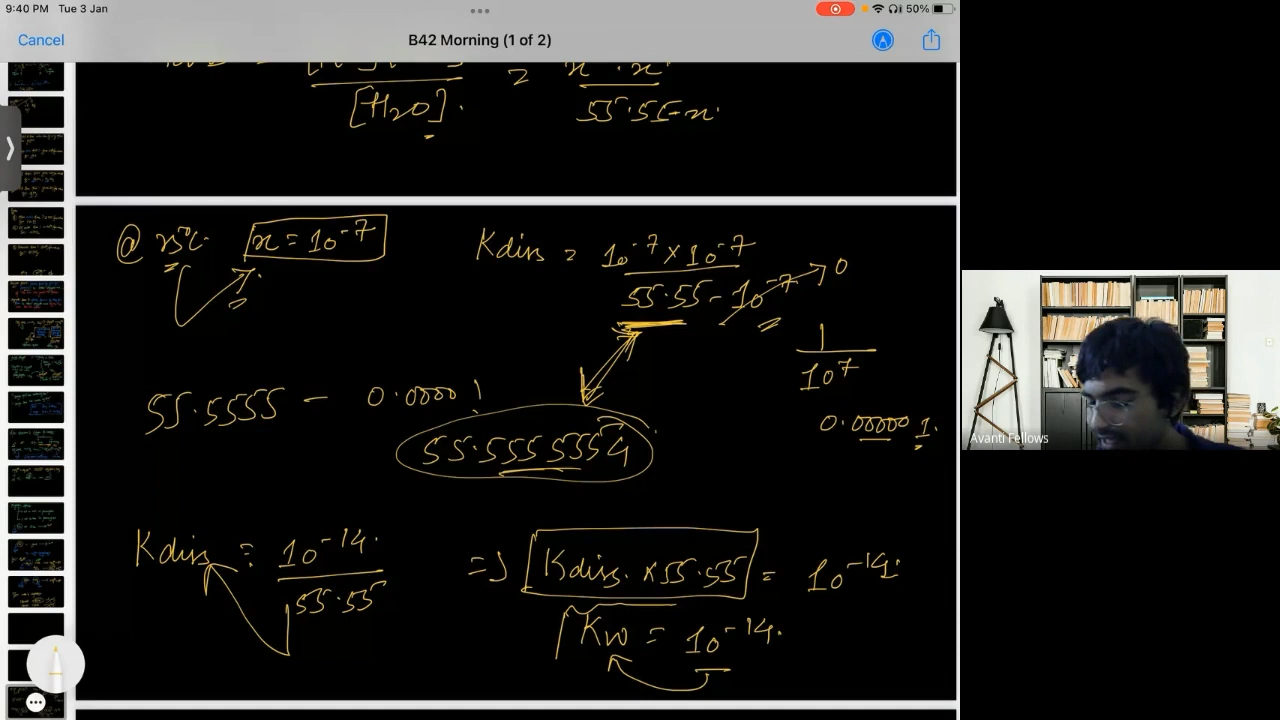 9:40 PM Tue 3 Jan
50%
Cancel
B42 Morning (1 of 2)
[H₂O]. = x · x
55.55-x.
@ 25°C. x = 10⁻⁷
Kdiss = 10⁻⁷ x 10⁻⁷
55.55 - 10⁻⁷ → 0
1
10⁷
55.5555 - 0.00001
0.000001.
55.5555554
Kdiss = 10⁻¹⁴.
55.55
=> Kdiss. x 55.55 = 10⁻¹⁴.
Kw = 10⁻¹⁴.
Avanti Fellows